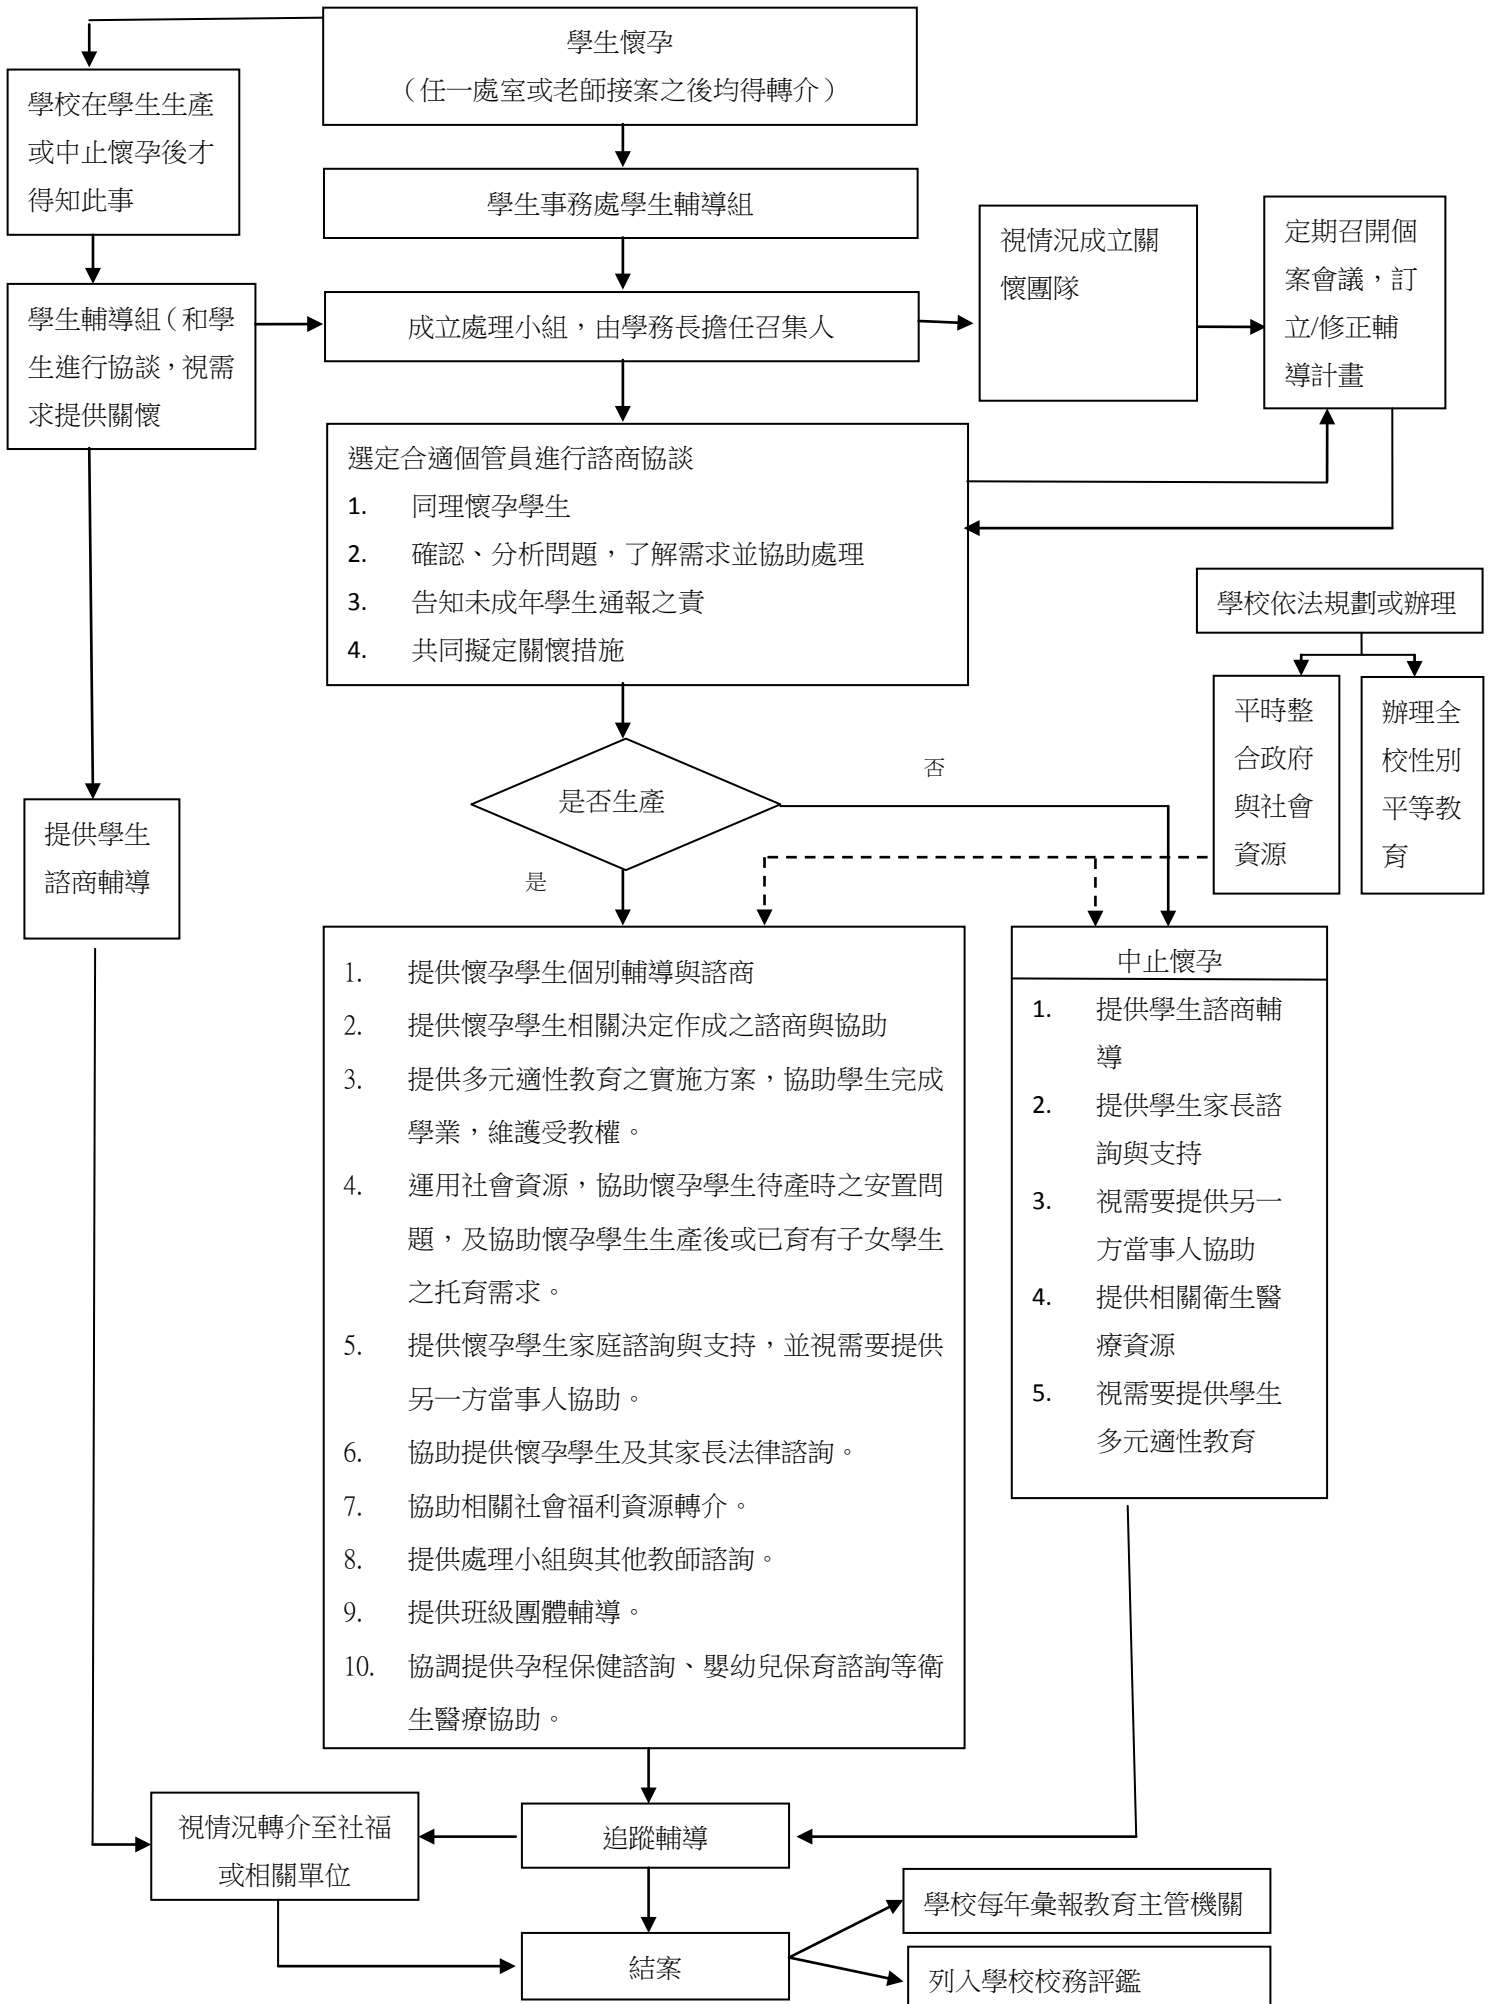 學生懷孕
（任一處室或老師接案之後均得轉介）
學校在學生生產
或中止懷孕後才
得知此事
學生事務處學生輔導組
視情況成立關
懷團隊
定期召開個
案會議，訂
立/修正輔
導計畫
學生輔導組（和學
生進行協談，視需
求提供關懷
成立處理小組，由學務長擔任召集人
選定合適個管員進行諮商協談
1. 同理懷孕學生
2. 確認、分析問題，了解需求並協助處理
3. 告知未成年學生通報之責
4. 共同擬定關懷措施
學校依法規劃或辦理
平時整
合政府
與社會
資源
辦理全
校性別
平等教
育
是否生產
否
是
提供學生
諮商輔導
1. 提供懷孕學生個別輔導與諮商
2. 提供懷孕學生相關決定作成之諮商與協助
3. 提供多元適性教育之實施方案，協助學生完成
學業，維護受教權。
4. 運用社會資源，協助懷孕學生待產時之安置問
題，及協助懷孕學生生產後或已育有子女學生
之托育需求。
5. 提供懷孕學生家庭諮詢與支持，並視需要提供
另一方當事人協助。
6. 協助提供懷孕學生及其家長法律諮詢。
7. 協助相關社會福利資源轉介。
8. 提供處理小組與其他教師諮詢。
9. 提供班級團體輔導。
10. 協調提供孕程保健諮詢、嬰幼兒保育諮詢等衛
生醫療協助。
中止懷孕
1. 提供學生諮商輔
導
2. 提供學生家長諮
詢與支持
3. 視需要提供另一
方當事人協助
4. 提供相關衛生醫
療資源
5. 視需要提供學生
多元適性教育
視情況轉介至社福
或相關單位
追蹤輔導
結案
學校每年彙報教育主管機關
列入學校校務評鑑